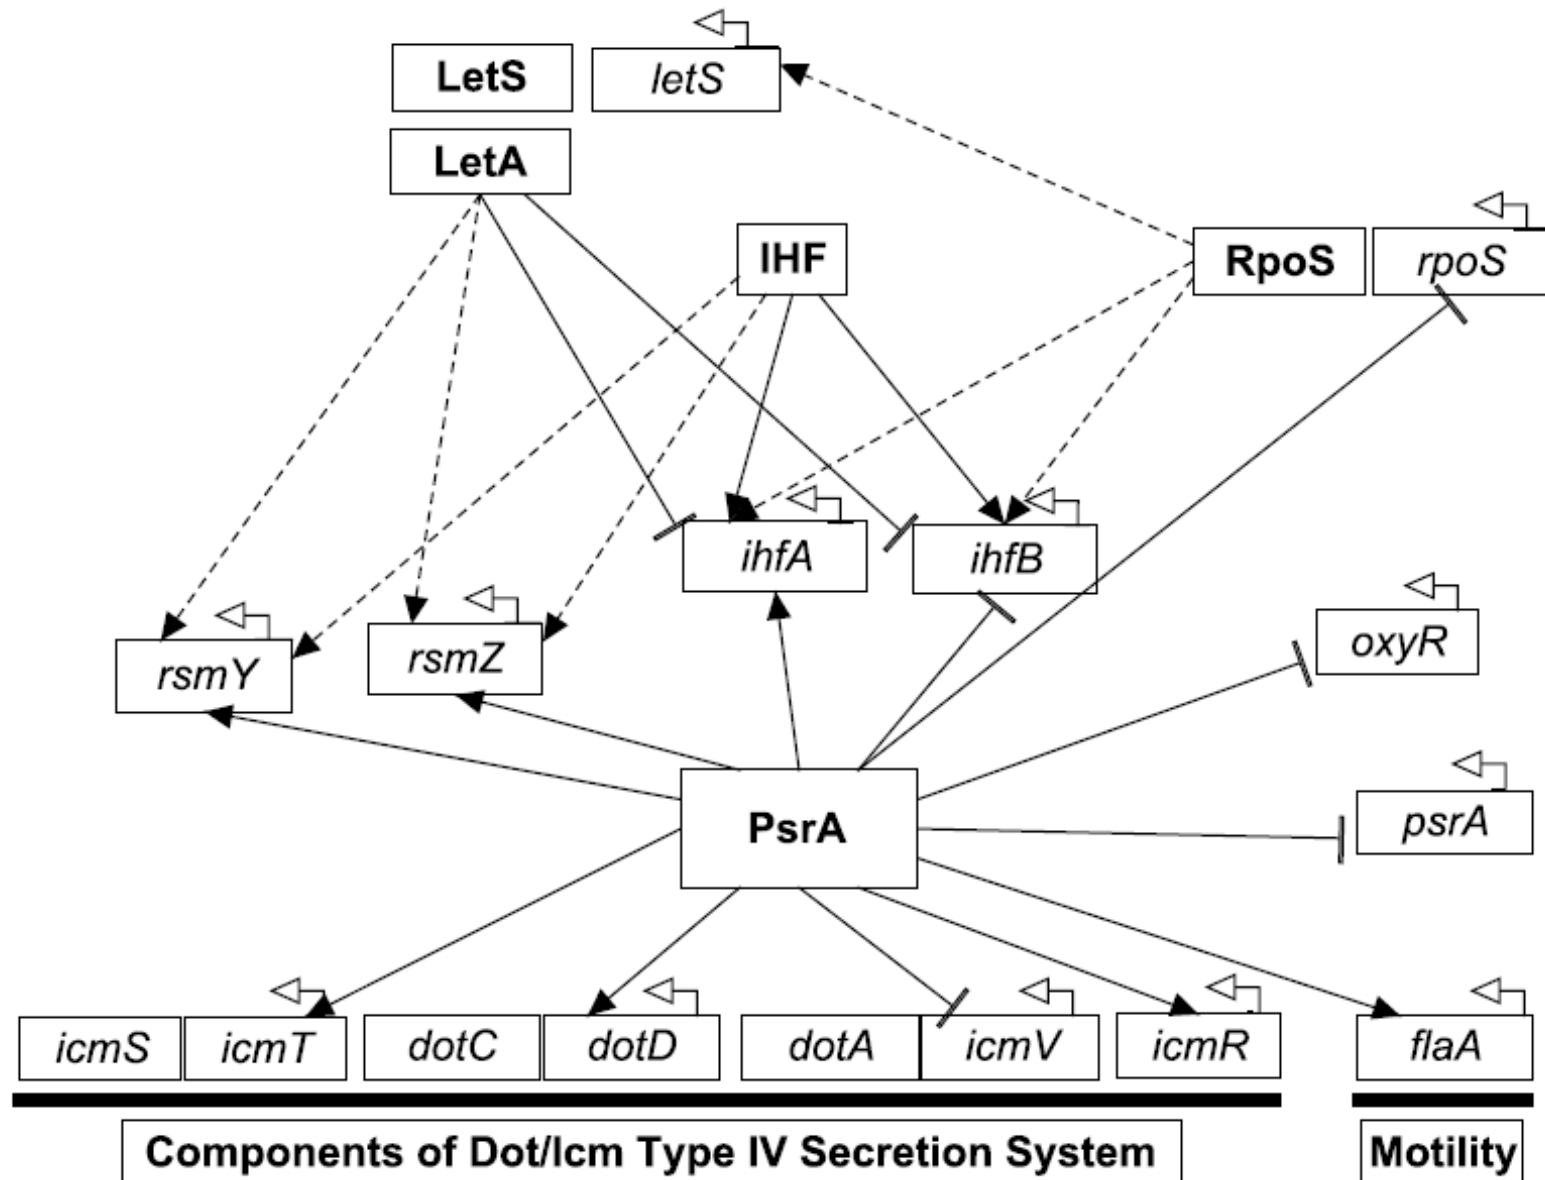 LetS
letS
LetA
IHF
RpoS
rpoS
ihfA
ihfB
rsmY
rsmZ
oxyR
PsrA
psrA
icmS
icmT
dotC
dotD
dotA
icmV
icmR
flaA
Components of Dot/Icm Type IV Secretion System
Motility